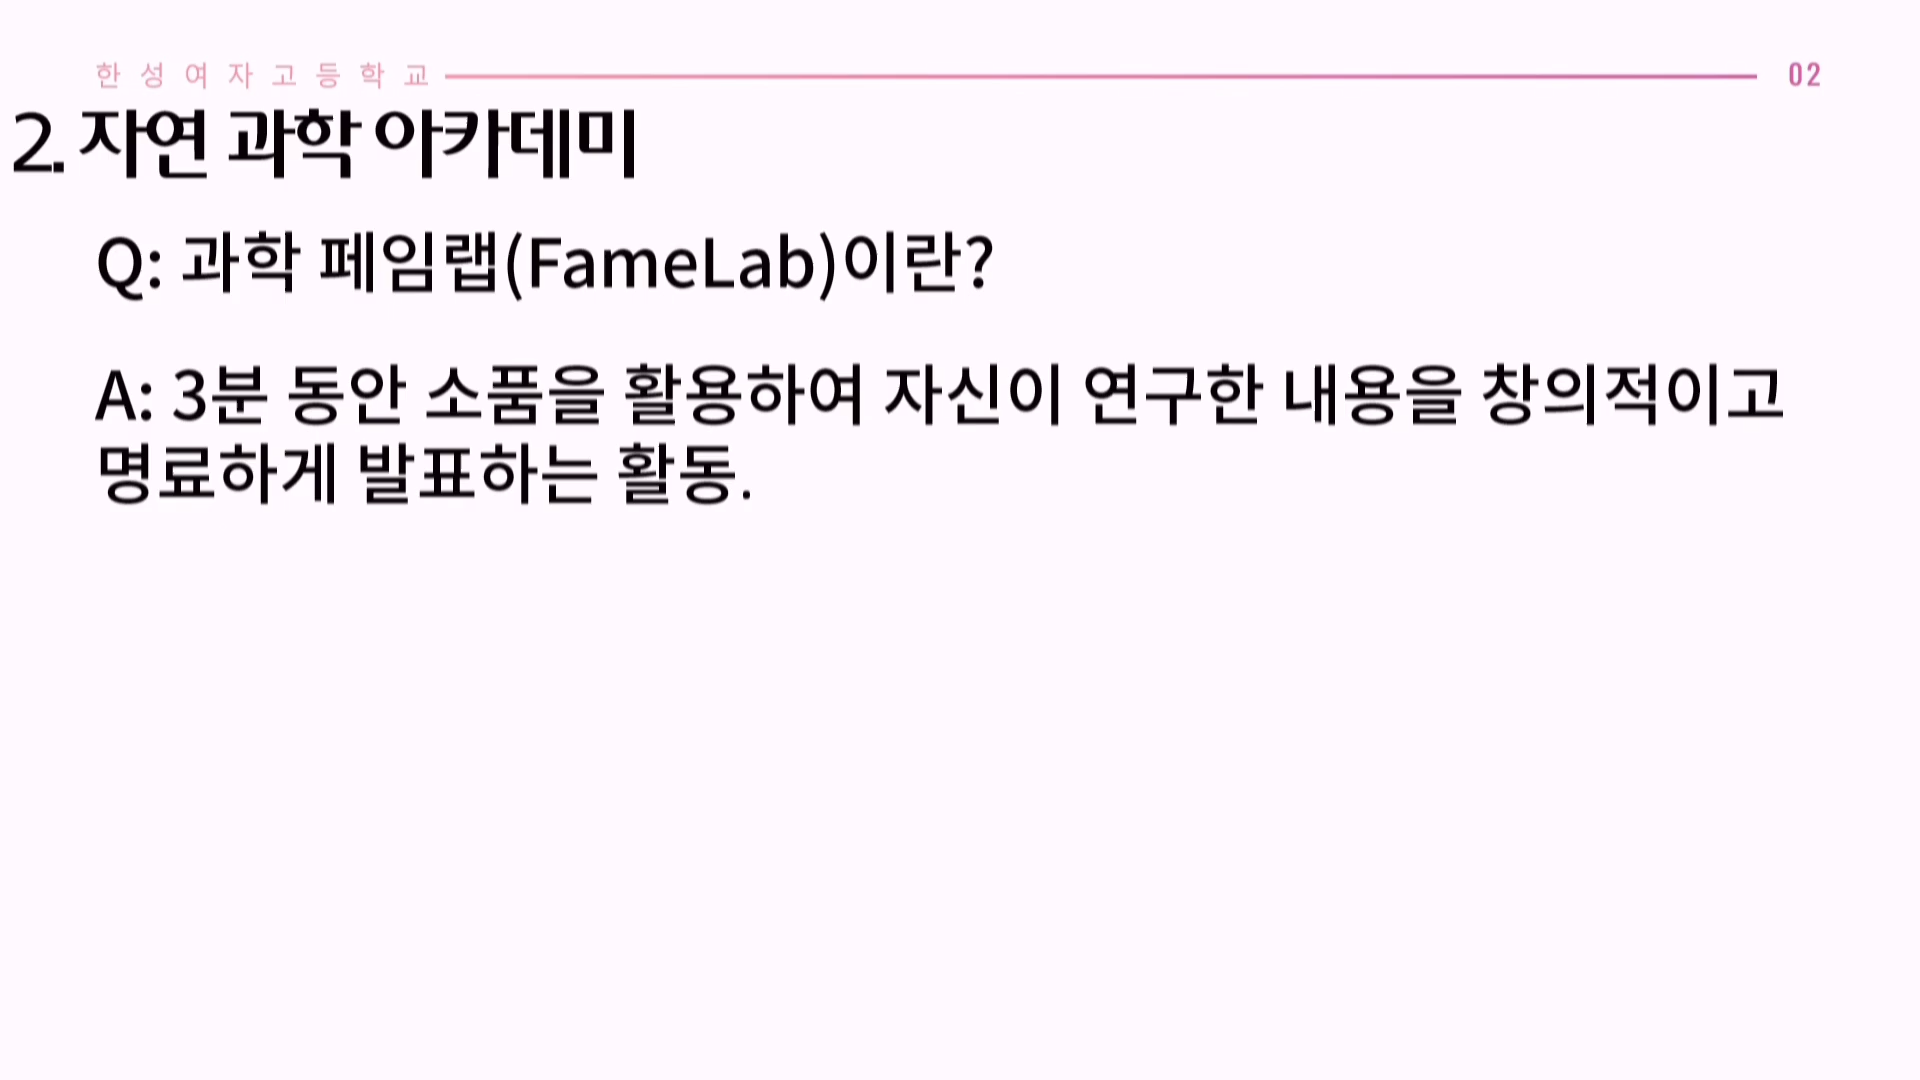 한성여자고등학교
02
2. 자연 과학 아카데미
Q: 과학 페임랩(FameLab)이란?
A: 3분 동안 소품을 활용하여 자신이 연구한 내용을 창의적이고
명료하게 발표하는 활동.